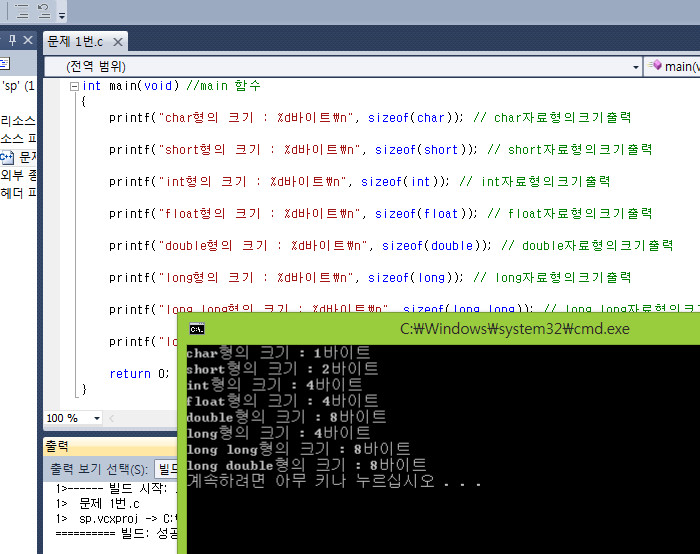 문제 1번.c
(전역 범위)
main(v
'sp' (1
int main(void) //main 함수
{
리소스
printf("char형의 크기 : %d바이트₩n", sizeof(char)); // char자료형의크기출력
소스 파
printf("short형의 크기 : %d바이트₩n", sizeof(short)); // short자료형의크기출력
문제
외부 종
printf("int형의 크기 : %d바이트₩n", sizeof(int)); // int자료형의크기출력
헤더 파
printf("float형의 크기 : %d바이트₩n", sizeof(float)); // float자료형의크기출력
printf("double형의 크기 : %d바이트₩n", sizeof(double)); // double자료형의크기출력
printf("long형의 크기 : %d바이트₩n", sizeof(long)); // long자료형의크기출력
printf("long long형의 크기 : %d바이트₩n", sizeof(long long)); // long long자료형의크기출력
printf("lo
return 0;
}
100 %
C:₩Windows₩system32₩cmd.exe
char형의 크기 : 1바이트
short형의 크기 : 2바이트
int형의 크기 : 4바이트
float형의 크기 : 4바이트
double형의 크기 : 8바이트
long형의 크기 : 4바이트
long long형의 크기 : 8바이트
long double형의 크기 : 8바이트
계속하려면 아무 키나 누르십시오 . . .
출력
출력 보기 선택(S): 빌드
1>------ 빌드 시작:
1> 문제 1번.c
1> sp.vcxproj -> C:₩
========== 빌드: 성공